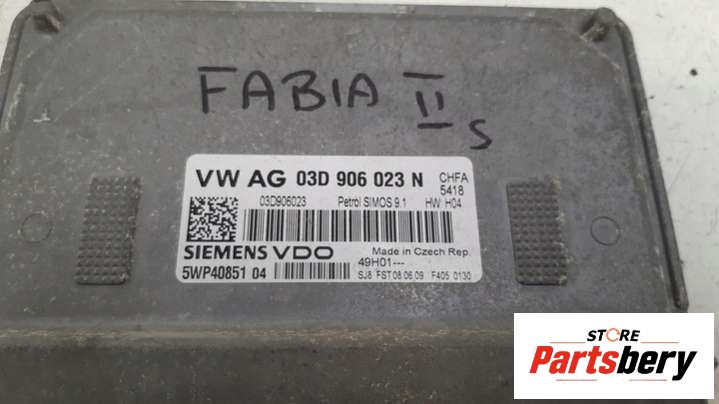 FABIA II s
VW AG 03D 906 023 N CHFA
5418
03D906023 Petrol SIMOS 9.1 HW: H04
SIEMENS VDO Made in Czech Rep.
49H01---
5WP40851 04 SJ8 FST 08.06.09 F405 0130
STORE
Partsbery